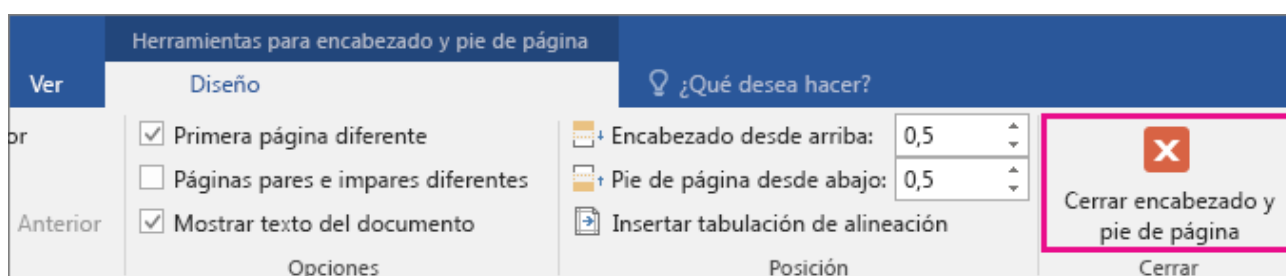 Herramientas para encabezado y pie de página
Ver Diseño ¿Qué desea hacer?
or Primera página diferente Encabezado desde arriba: 0,5
Páginas pares e impares diferentes Pie de página desde abajo: 0,5
Anterior Mostrar texto del documento Insertar tabulación de alineación
Cerrar encabezado y
pie de página
Opciones Posición Cerrar